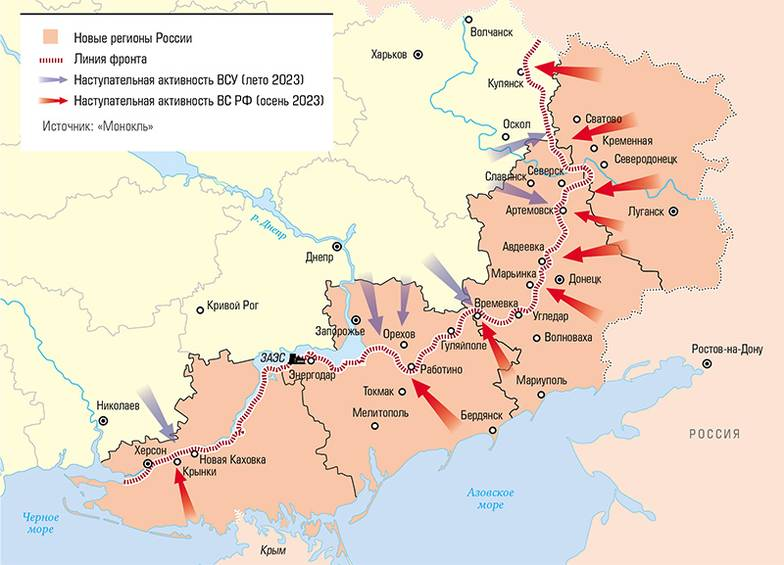 Новые регионы России
Линия фронта
Наступательная активность ВСУ (лето 2023)
Наступательная активность ВС РФ (осень 2023)
Источник: «Монокль»
Волчанск
Харьков
Купянск
Оскол
Сватово
Кременная
Северодонецк
Северск
Славянск
Артемовск
Луганск
р. Днепр
Авдеевка
Днепр
Марьинка
Донецк
Кривой Рог
Времевка
Угледар
Запорожье
Орехов
Гуляйполе
Волноваха
ЗАЭС
Энергодар
Работино
Ростов-на-Дону
Токмак
Мариуполь
Николаев
Мелитополь
Бердянск
РОССИЯ
Херсон
Новая Каховка
Крынки
Азовское
море
Черное
море
Крым